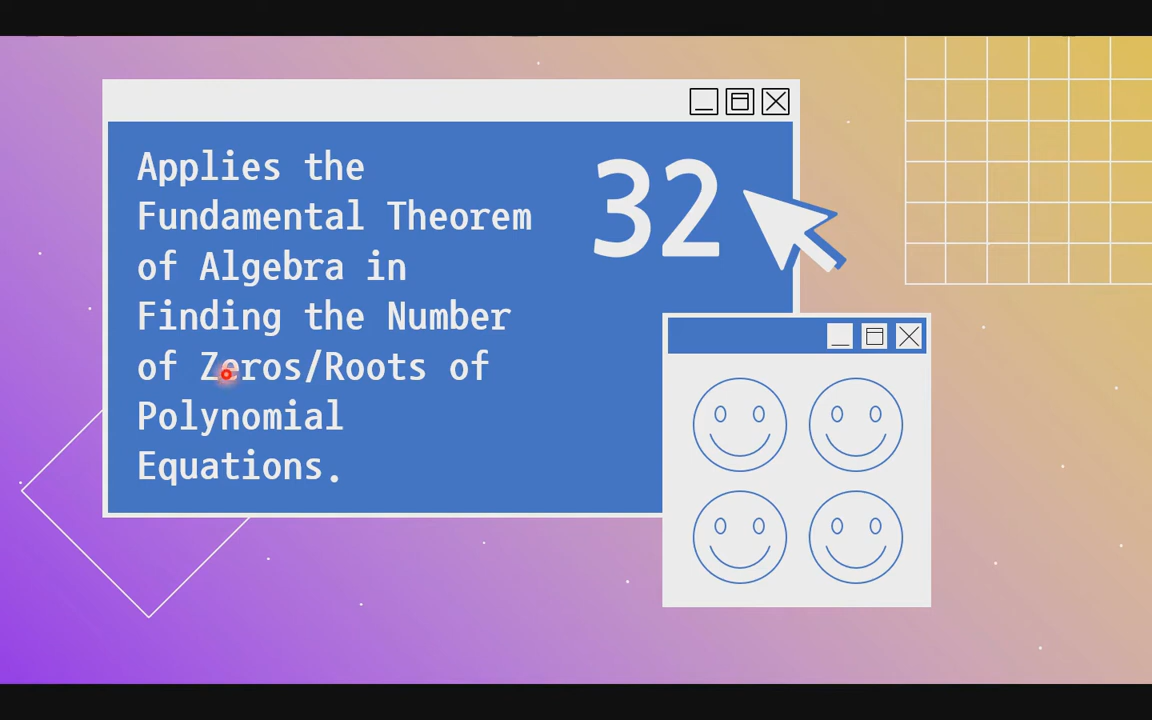 Applies the
Fundamental Theorem
of Algebra in
Finding the Number
of Zeros/Roots of
Polynomial
Equations.
32